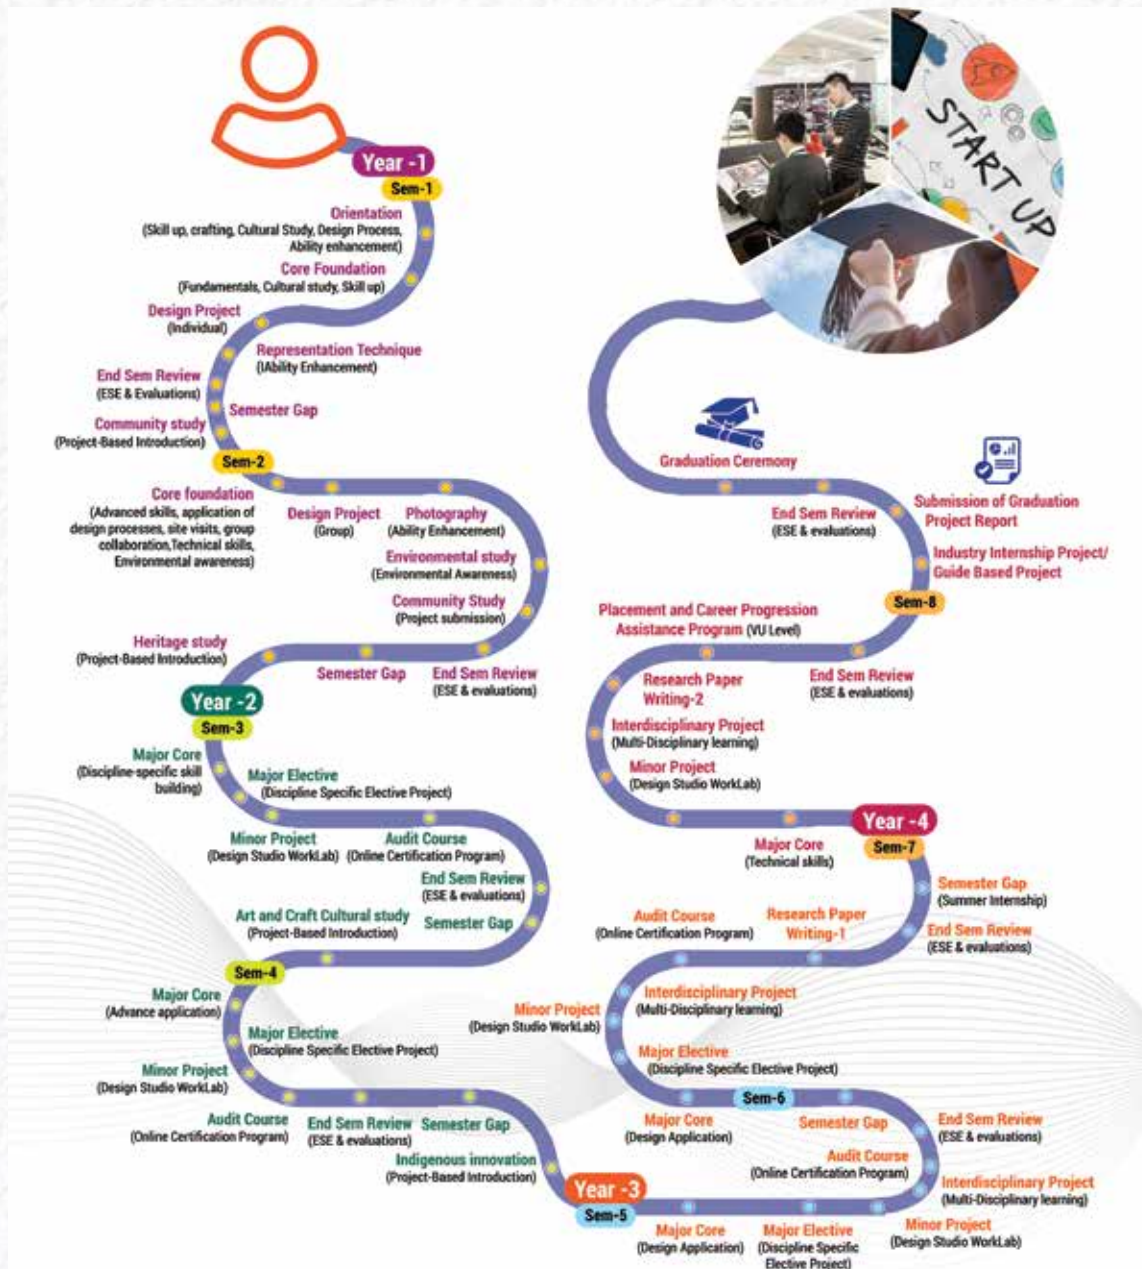 START UP
Year -1
Sem-1
Orientation
(Skill up, crafting, Cultural Study, Design Process,
Ability enhancement)
Core Foundation
(Fundamentals, Cultural study, Skill up)
Design Project
(Individual)
Representation Technique
(IAbility Enhancement)
End Sem Review
(ESE & Evaluations)
Semester Gap
Community study
(Project-Based Introduction)
Sem-2
Core foundation
(Advanced skills, application of
design processes, site visits, group
collaboration,Technical skills,
Environmental awareness)
Design Project
(Group)
Photography
(Ability Enhancement)
Environmental study
(Environmental Awareness)
Community Study
(Project submission)
End Sem Review
(ESE & evaluations)
Semester Gap
Heritage study
(Project-Based Introduction)
Year -2
Sem-3
Major Core
(Discipline-specific skill
building)
Major Elective
(Discipline Specific Elective Project)
Minor Project
(Design Studio WorkLab)
Audit Course
(Online Certification Program)
End Sem Review
(ESE & evaluations)
Semester Gap
Art and Craft Cultural study
(Project-Based Introduction)
Sem-4
Major Core
(Advance application)
Major Elective
(Discipline Specific Elective Project)
Minor Project
(Design Studio WorkLab)
Audit Course
(Online Certification Program)
End Sem Review
(ESE & evaluations)
Semester Gap
Indigenous innovation
(Project-Based Introduction)
Year -3
Sem-5
Major Core
(Design Application)
Major Elective
(Discipline Specific
Elective Project)
Minor Project
(Design Studio WorkLab)
Interdisciplinary Project
(Multi-Disciplinary learning)
Audit Course
(Online Certification Program)
End Sem Review
(ESE & evaluations)
Semester Gap
Sem-6
Major Core
(Design Application)
Major Elective
(Discipline Specific Elective Project)
Minor Project
(Design Studio WorkLab)
Interdisciplinary Project
(Multi-Disciplinary learning)
Audit Course
(Online Certification Program)
Research Paper
Writing-1
End Sem Review
(ESE & evaluations)
Semester Gap
(Summer Internship)
Year -4
Sem-7
Major Core
(Technical skills)
Minor Project
(Design Studio WorkLab)
Interdisciplinary Project
(Multi-Disciplinary learning)
Research Paper
Writing-2
Placement and Career Progression
Assistance Program (VU Level)
End Sem Review
(ESE & evaluations)
Sem-8
Industry Internship Project/
Guide Based Project
Submission of Graduation
Project Report
End Sem Review
(ESE & evaluations)
Graduation Ceremony